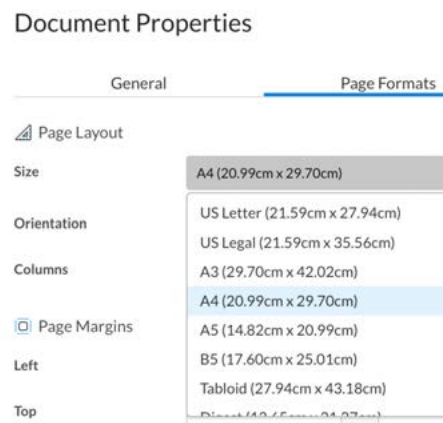 Document Properties
General
Page Formats
Page Layout
Size
A4 (20.99cm x 29.70cm)
US Letter (21.59cm x 27.94cm)
Orientation
US Legal (21.59cm x 35.56cm)
Columns
A3 (29.70cm x 42.02cm)
A4 (20.99cm x 29.70cm)
Page Margins
A5 (14.82cm x 20.99cm)
Left
B5 (17.60cm x 25.01cm)
Tabloid (27.94cm x 43.18cm)
Top